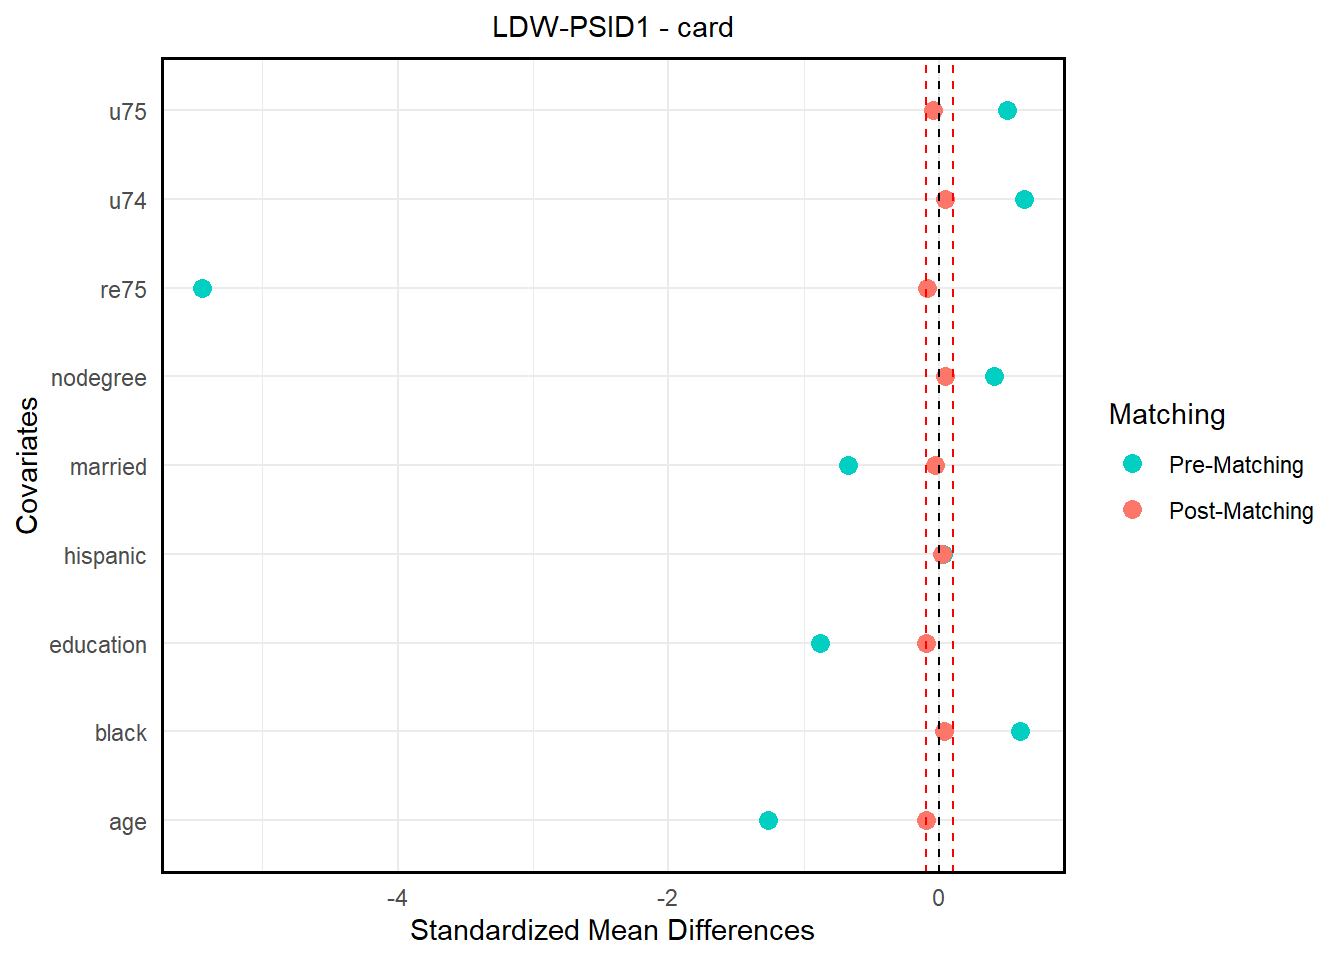 LDW-PSID1 - card
u75
u74
re75
nodegree
married
hispanic
education
black
age
Covariates
-4
-2
0
Standardized Mean Differences
Matching
Pre-Matching
Post-Matching